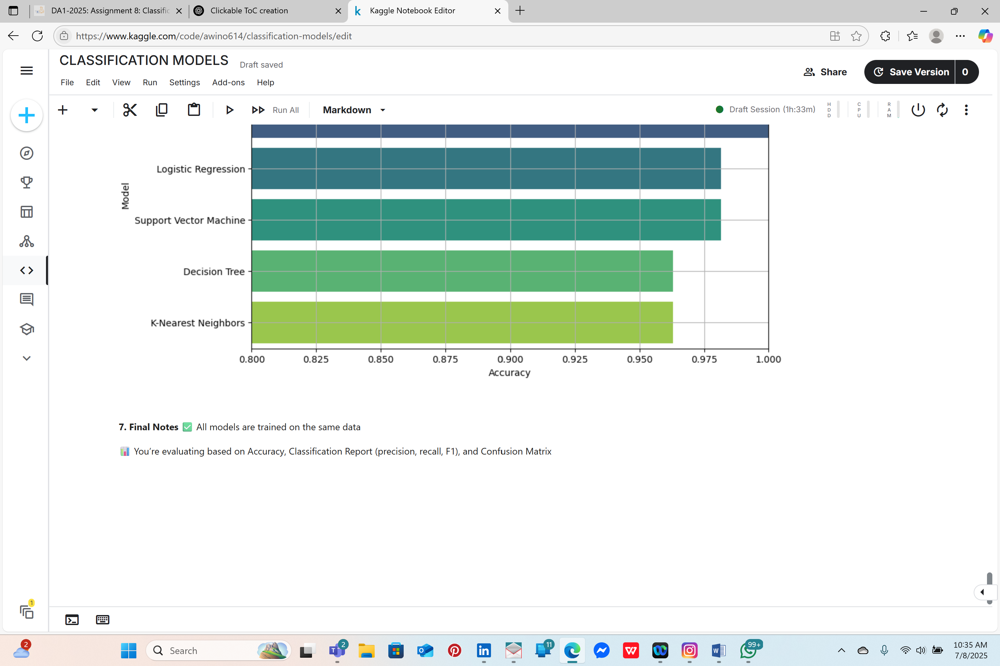 DA1-2025: Assignment 8: Classific
Clickable ToC creation
Kaggle Notebook Editor
https://www.kaggle.com/code/awino614/classification-models/edit
CLASSIFICATION MODELS
Draft saved
File Edit View Run Settings Add-ons Help
Share
Save Version 0
Run All
Markdown
Draft Session (1h:33m)
HDD
CPU
RAM
Model
Logistic Regression
Support Vector Machine
Decision Tree
K-Nearest Neighbors
0.800 0.825 0.850 0.875 0.900 0.925 0.950 0.975 1.000
Accuracy
7. Final Notes ✅ All models are trained on the same data
📊 You’re evaluating based on Accuracy, Classification Report (precision, recall, F1), and Confusion Matrix
1
2
Search
2
11
99+
10:35 AM
7/8/2025